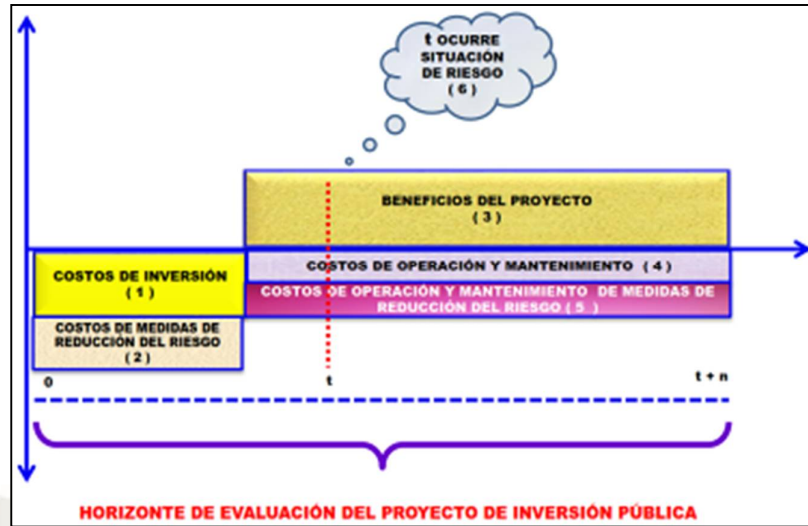 t OCURRE
SITUACIÓN
DE RIESGO
( 6 )
BENEFICIOS DEL PROYECTO
( 3 )
COSTOS DE INVERSIÓN
( 1 )
COSTOS DE OPERACIÓN Y MANTENIMIENTO ( 4 )
COSTOS DE OPERACIÓN Y MANTENIMIENTO DE MEDIDAS DE
REDUCCIÓN DEL RIESGO ( 5 )
COSTOS DE MEDIDAS DE
REDUCCIÓN DEL RIESGO
( 2 )
0
t
t + n
HORIZONTE DE EVALUACIÓN DEL PROYECTO DE INVERSIÓN PÚBLICA